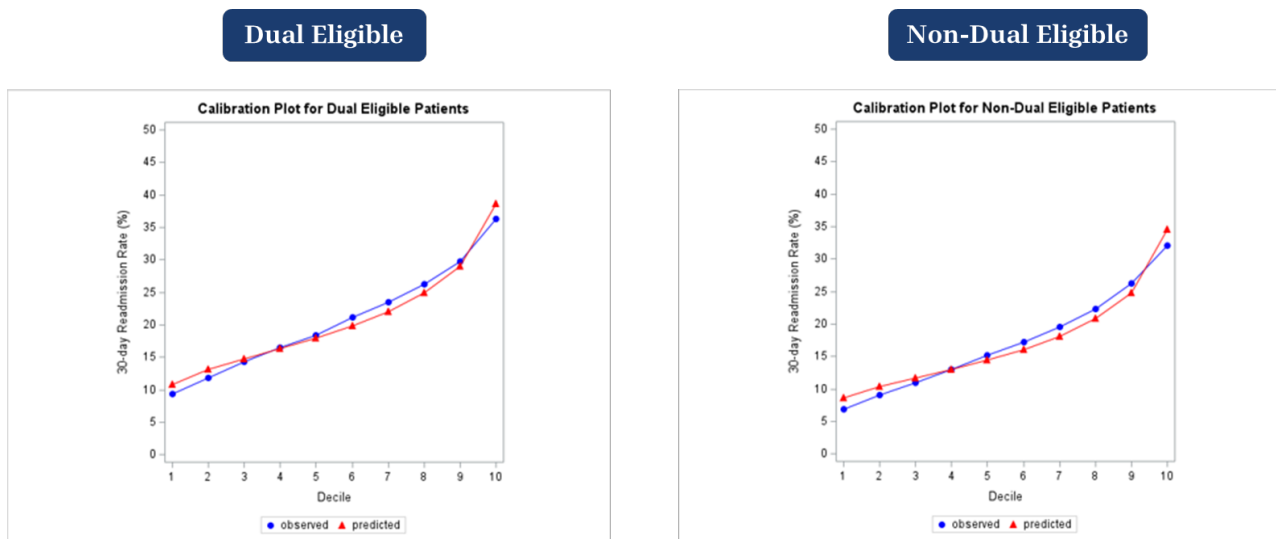 Dual Eligible
Non-Dual Eligible
Calibration Plot for Dual Eligible Patients
50
45
40
35
30
25
20
15
10
5
0
30-day Readmission Rate (%)
1 2 3 4 5 6 7 8 9 10
Decile
observed predicted
Calibration Plot for Non-Dual Eligible Patients
50
45
40
35
30
25
20
15
10
5
0
30-day Readmission Rate (%)
1 2 3 4 5 6 7 8 9 10
Decile
observed predicted